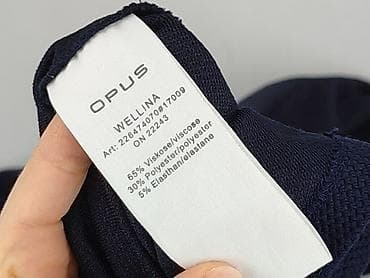 OPUS
WELLINA
Art: 226474070#17009
ON 22243
65% Viskose/viscose
30% Polyester/polyester
5% Elasthan/elastane